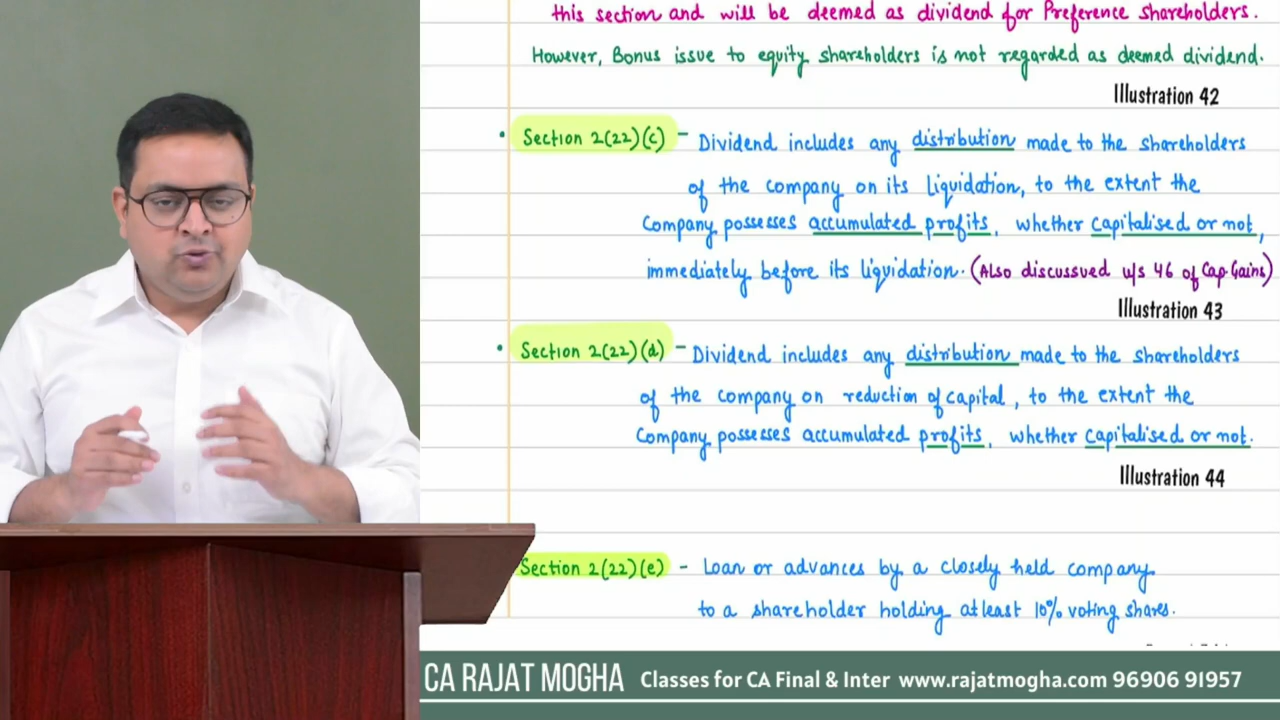 this section and will be deemed as dividend for Preference shareholders.
However, Bonus issue to equity shareholders is not regarded as deemed dividend.
Illustration 42
• Section 2(22)(c) - Dividend includes any distribution made to the shareholders
of the company on its liquidation, to the extent the
Company possesses accumulated profits, whether capitalised or not,
immediately before its liquidation. (Also discussued u/s 46 of Cap. Gains)
Illustration 43
• Section 2(22)(d) - Dividend includes any distribution made to the shareholders
of the company on reduction of capital, to the extent the
Company possesses accumulated profits, whether capitalised or not.
Illustration 44
Section 2(22)(e) - Loan or advances by a closely held company
to a shareholder holding atleast 10% voting shares.
CA RAJAT MOGHA Classes for CA Final & Inter www.rajatmogha.com 96906 91957